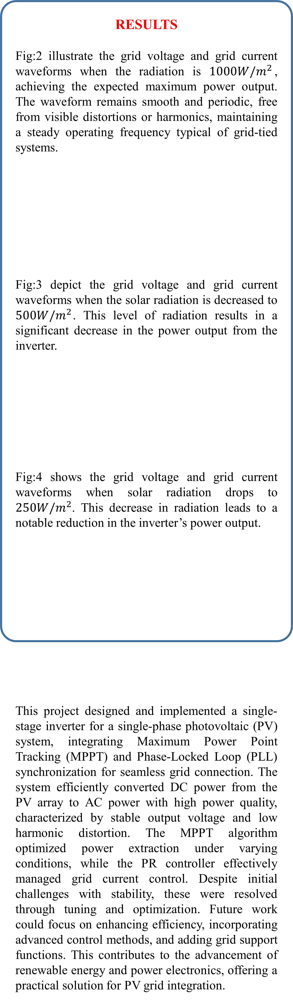 RESULTS
Fig:2 illustrate the grid voltage and grid current
waveforms when the radiation is 1000W/m²,
achieving the expected maximum power output.
The waveform remains smooth and periodic, free
from visible distortions or harmonics, maintaining
a steady operating frequency typical of grid-tied
systems.
Fig:3 depict the grid voltage and grid current
waveforms when the solar radiation is decreased to
500W/m². This level of radiation results in a
significant decrease in the power output from the
inverter.
Fig:4 shows the grid voltage and grid current
waveforms when solar radiation drops to
250W/m². This decrease in radiation leads to a
notable reduction in the inverter’s power output.
This project designed and implemented a single-
stage inverter for a single-phase photovoltaic (PV)
system, integrating Maximum Power Point
Tracking (MPPT) and Phase-Locked Loop (PLL)
synchronization for seamless grid connection. The
system efficiently converted DC power from the
PV array to AC power with high power quality,
characterized by stable output voltage and low
harmonic distortion. The MPPT algorithm
optimized power extraction under varying
conditions, while the PR controller effectively
managed grid current control. Despite initial
challenges with stability, these were resolved
through tuning and optimization. Future work
could focus on enhancing efficiency, incorporating
advanced control methods, and adding grid support
functions. This contributes to the advancement of
renewable energy and power electronics, offering a
practical solution for PV grid integration.